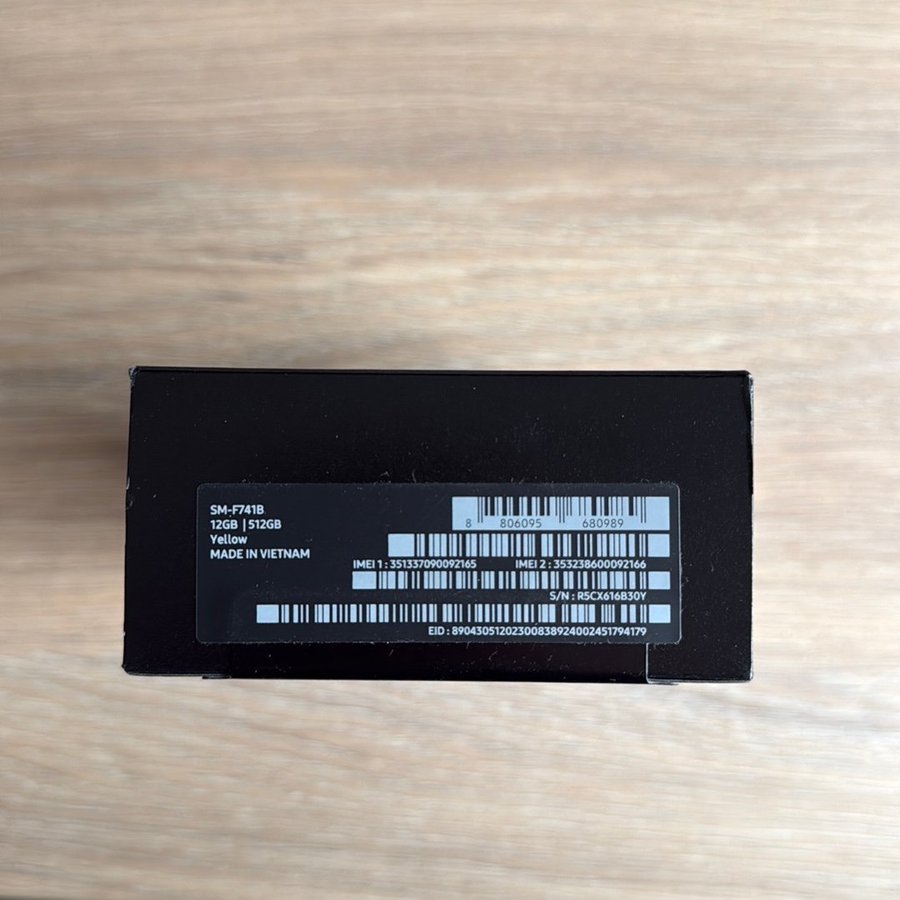 SM-F741B
12GB | 512GB
Yellow
MADE IN VIETNAM
8 806095 680989
IMEI 1 : 351337090092165 IMEI 2 : 353238600092166
S/N : R5CX616B30Y
EID : 89043051202300838924002451794179